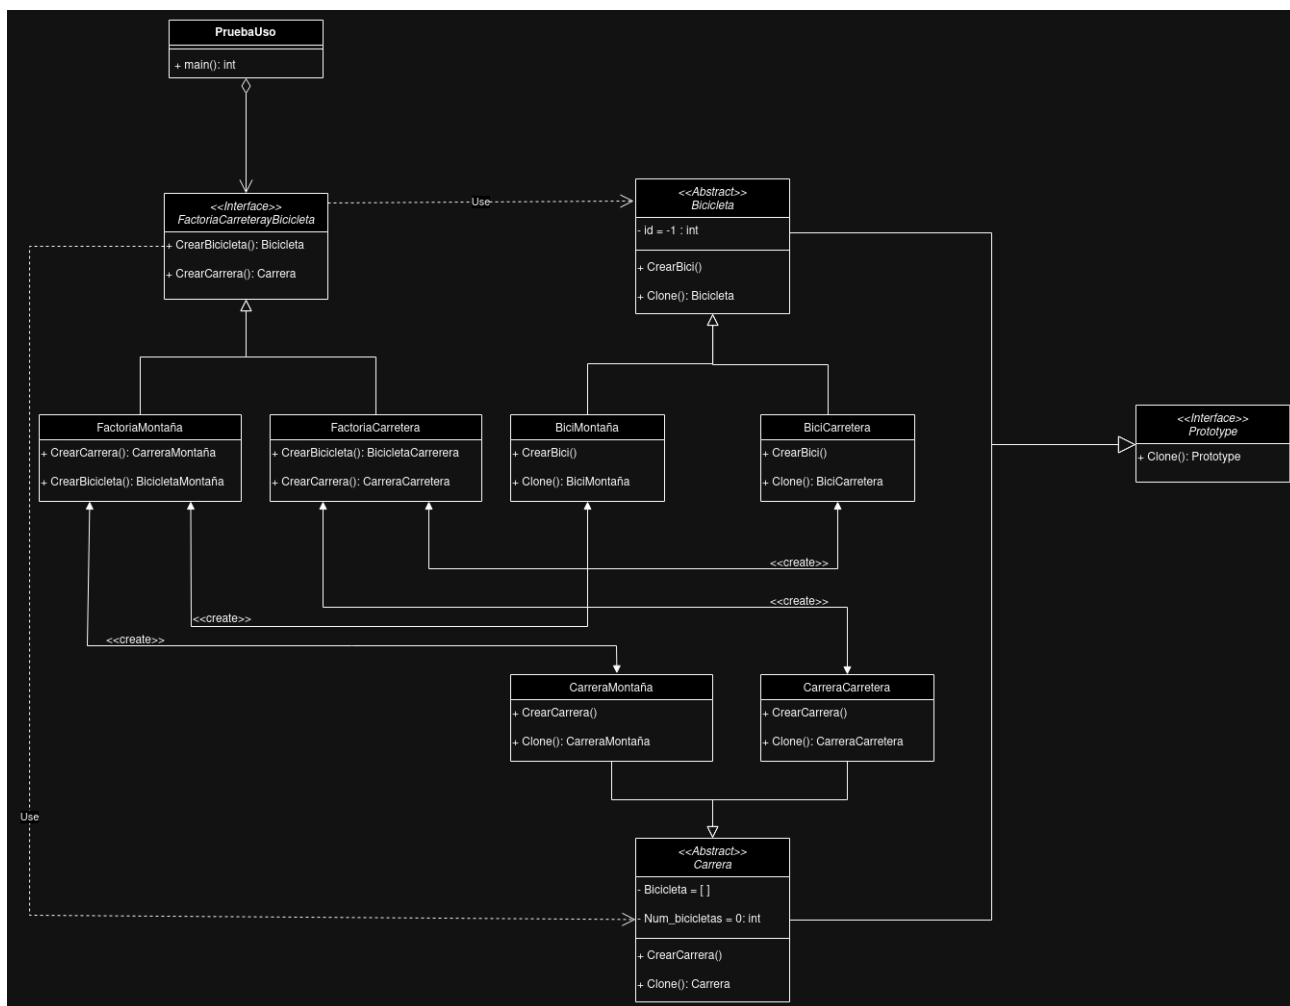 PruebaUso
+ main(): int
<<Interface>>
FactoriaCarreterayBicicleta
+ CrearBicicleta(): Bicicleta
+ CrearCarrera(): Carrera
Use
<<Abstract>>
Bicicleta
- id = -1 : int
+ CrearBici()
+ Clone(): Bicicleta
FactoriaMontaña
+ CrearCarrera(): CarreraMontaña
+ CrearBicicleta(): BicicletaMontaña
FactoriaCarretera
+ CrearBicicleta(): BicicletaCarrerera
+ CrearCarrera(): CarreraCarretera
BiciMontaña
+ CrearBici()
+ Clone(): BiciMontaña
BiciCarretera
+ CrearBici()
+ Clone(): BiciCarretera
<<Interface>>
Prototype
+ Clone(): Prototype
<<create>>
<<create>>
<<create>>
<<create>>
CarreraMontaña
+ CrearCarrera()
+ Clone(): CarreraMontaña
CarreraCarretera
+ CrearCarrera()
+ Clone(): CarreraCarretera
Use
<<Abstract>>
Carrera
- Bicicleta = [ ]
- Num_bicicletas = 0: int
+ CrearCarrera()
+ Clone(): Carrera